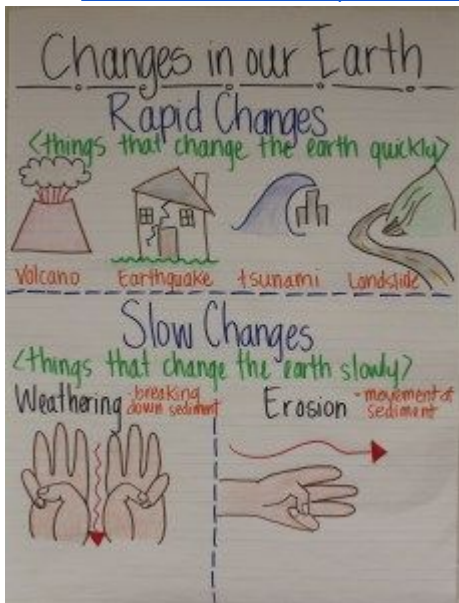 Changes in our Earth
Rapid Changes
<things that change the earth quickly>
Volcano Earthquake tsunami Landslide
Slow Changes
<things that change the earth slowly>
Weathering
-breaking
down sediment
Erosion
-movement of
sediment